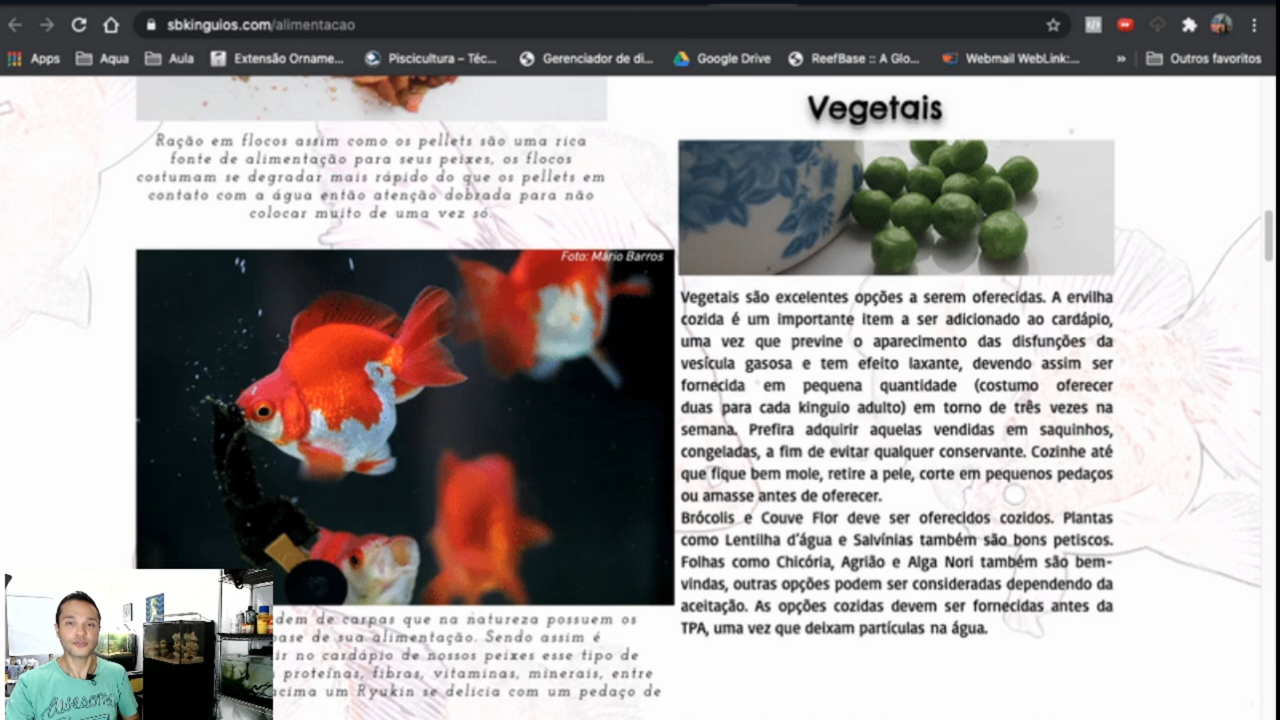 sbkinguios.com/alimentacao
Apps Aqua Aula Extensão Orname... Piscicultura – Téc... Gerenciador de di... Google Drive ReefBase :: A Glo... Webmail WebLink:... » Outros favoritos
Ração em flocos assim como os pellets são uma rica
fonte de alimentação para seus peixes, os flocos
costumam se degradar mais rápido do que os pellets em
contato com a água então atenção dobrada para não
colocar muito de uma vez só.
Foto: Mário Barros
dem de carpas que na natureza possuem os
base de sua alimentação. Sendo assim é
ir no cardápio de nossos peixes esse tipo de
proteínas, fibras, vitaminas, minerais, entre
acima um Ryukin se delicia com um pedaço de
Vegetais
Vegetais são excelentes opções a serem oferecidas. A ervilha
cozida é um importante item a ser adicionado ao cardápio,
uma vez que previne o aparecimento das disfunções da
vesícula gasosa e tem efeito laxante, devendo assim ser
fornecida em pequena quantidade (costumo oferecer
duas para cada kinguio adulto) em torno de três vezes na
semana. Prefira adquirir aquelas vendidas em saquinhos,
congeladas, a fim de evitar qualquer conservante. Cozinhe até
que fique bem mole, retire a pele, corte em pequenos pedaços
ou amasse antes de oferecer.
Brócolis e Couve Flor deve ser oferecidos cozidos. Plantas
como Lentilha d'água e Salvínias também são bons petiscos.
Folhas como Chicória, Agrião e Alga Nori também são bem-
vindas, outras opções podem ser consideradas dependendo da
aceitação. As opções cozidas devem ser fornecidas antes da
TPA, uma vez que deixam partículas na água.